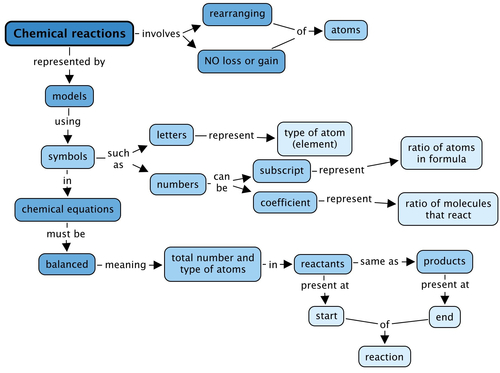 Chemical reactions
involves
rearranging
NO loss or gain
of
atoms
represented by
models
using
symbols
such
as
letters
represent
type of atom
(element)
numbers
can
be
subscript
represent
ratio of atoms
in formula
coefficient
represent
ratio of molecules
that react
in
chemical equations
must be
balanced
meaning
total number and
type of atoms
in
reactants
same as
products
present at
present at
start
end
of
reaction